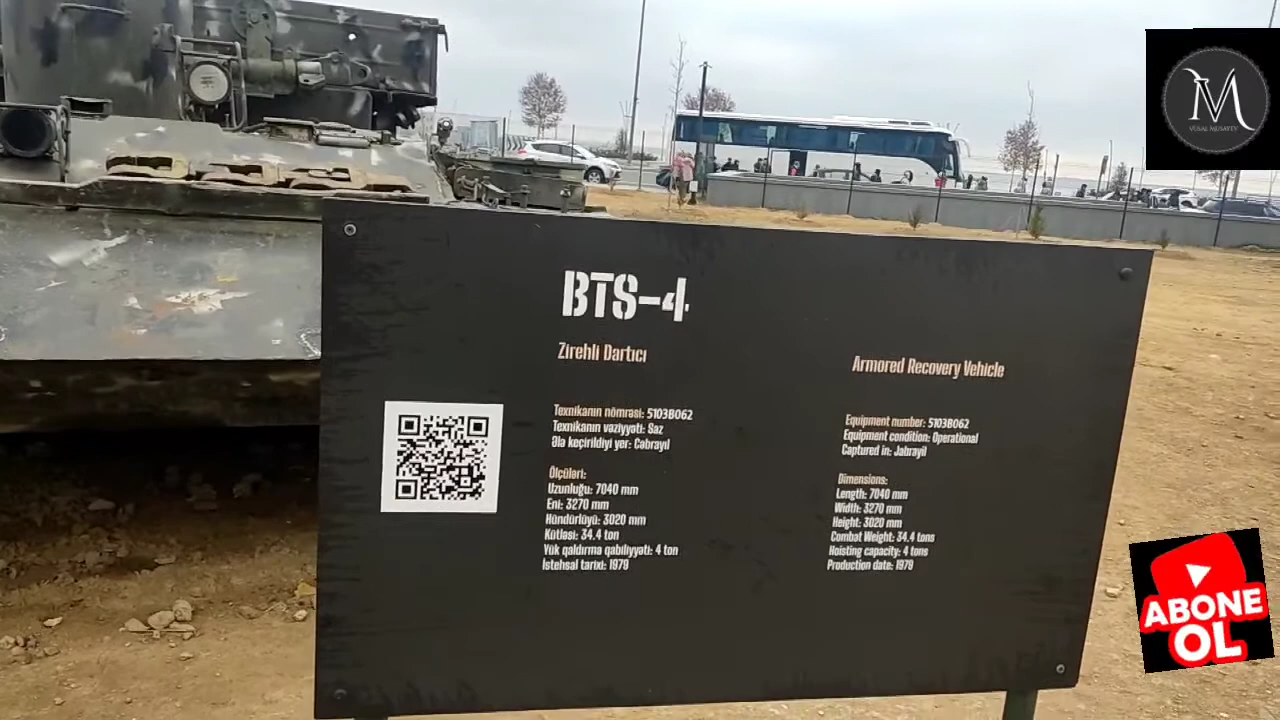 BTS-4
Zirehli Dartıcı
Texnikanın nömrəsi: 5103B062
Texnikanın vəziyyəti: Saz
Ələ keçirildiyi yer: Cəbrayıl
Ölçüləri:
Uzunluğu: 7040 mm
Eni: 3270 mm
Hündürlüyü: 3020 mm
Kütləsi: 34.4 ton
Yük qaldırma qabiliyyəti: 4 ton
İstehsal tarixi: 1979
Armored Recovery Vehicle
Equipment number: 5103B062
Equipment condition: Operational
Captured in: Jabrayil
Dimensions:
Length: 7040 mm
Width: 3270 mm
Height: 3020 mm
Combat Weight: 34.4 tons
Hoisting capacity: 4 tons
Production date: 1979
M
VUSAL MUSAYEV
ABONE
OL